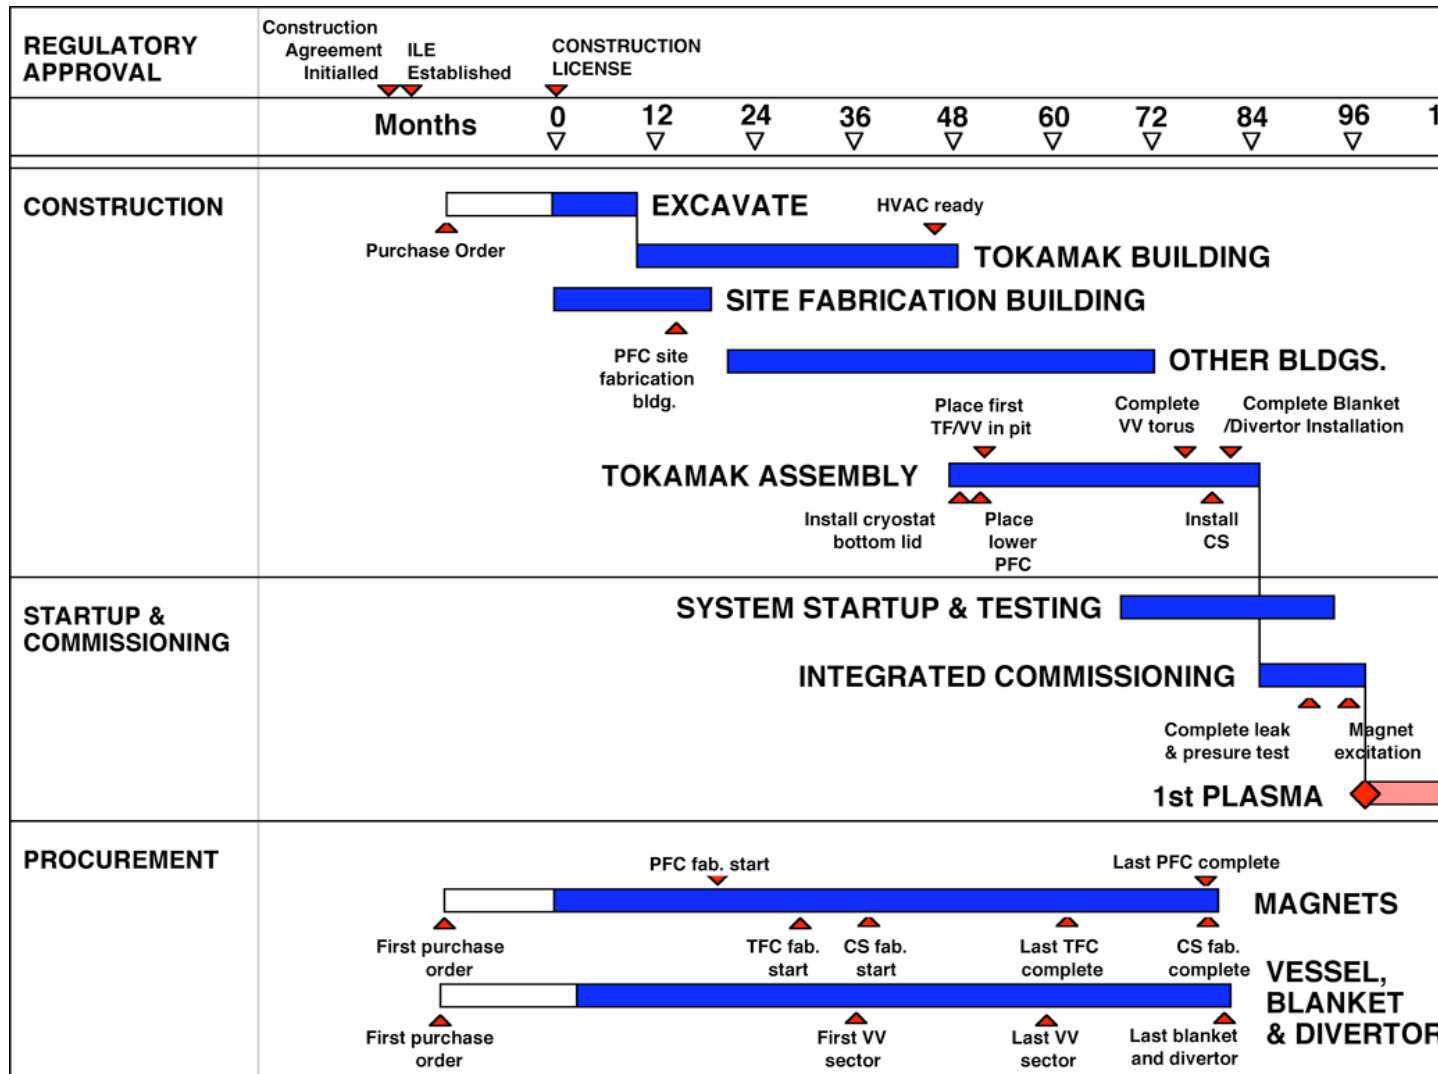 REGULATORY
APPROVAL
Construction
Agreement
Initialled
ILE
Established
CONSTRUCTION
LICENSE
Months
0 12 24 36 48 60 72 84 96 1
CONSTRUCTION
EXCAVATE
HVAC ready
Purchase Order
TOKAMAK BUILDING
SITE FABRICATION BUILDING
PFC site
fabrication
bldg.
OTHER BLDGS.
Place first
TF/VV in pit
Complete
VV torus
Complete Blanket
/Divertor Installation
TOKAMAK ASSEMBLY
Install cryostat
bottom lid
Place
lower
PFC
Install
CS
STARTUP &
COMMISSIONING
SYSTEM STARTUP & TESTING
INTEGRATED COMMISSIONING
Complete leak
& presure test
Magnet
excitation
1st PLASMA
PROCUREMENT
PFC fab. start
Last PFC complete
MAGNETS
First purchase
order
TFC fab.
start
CS fab.
start
Last TFC
complete
CS fab.
complete
VESSEL,
BLANKET
& DIVERTOR
First purchase
order
First VV
sector
Last VV
sector
Last blanket
and divertor